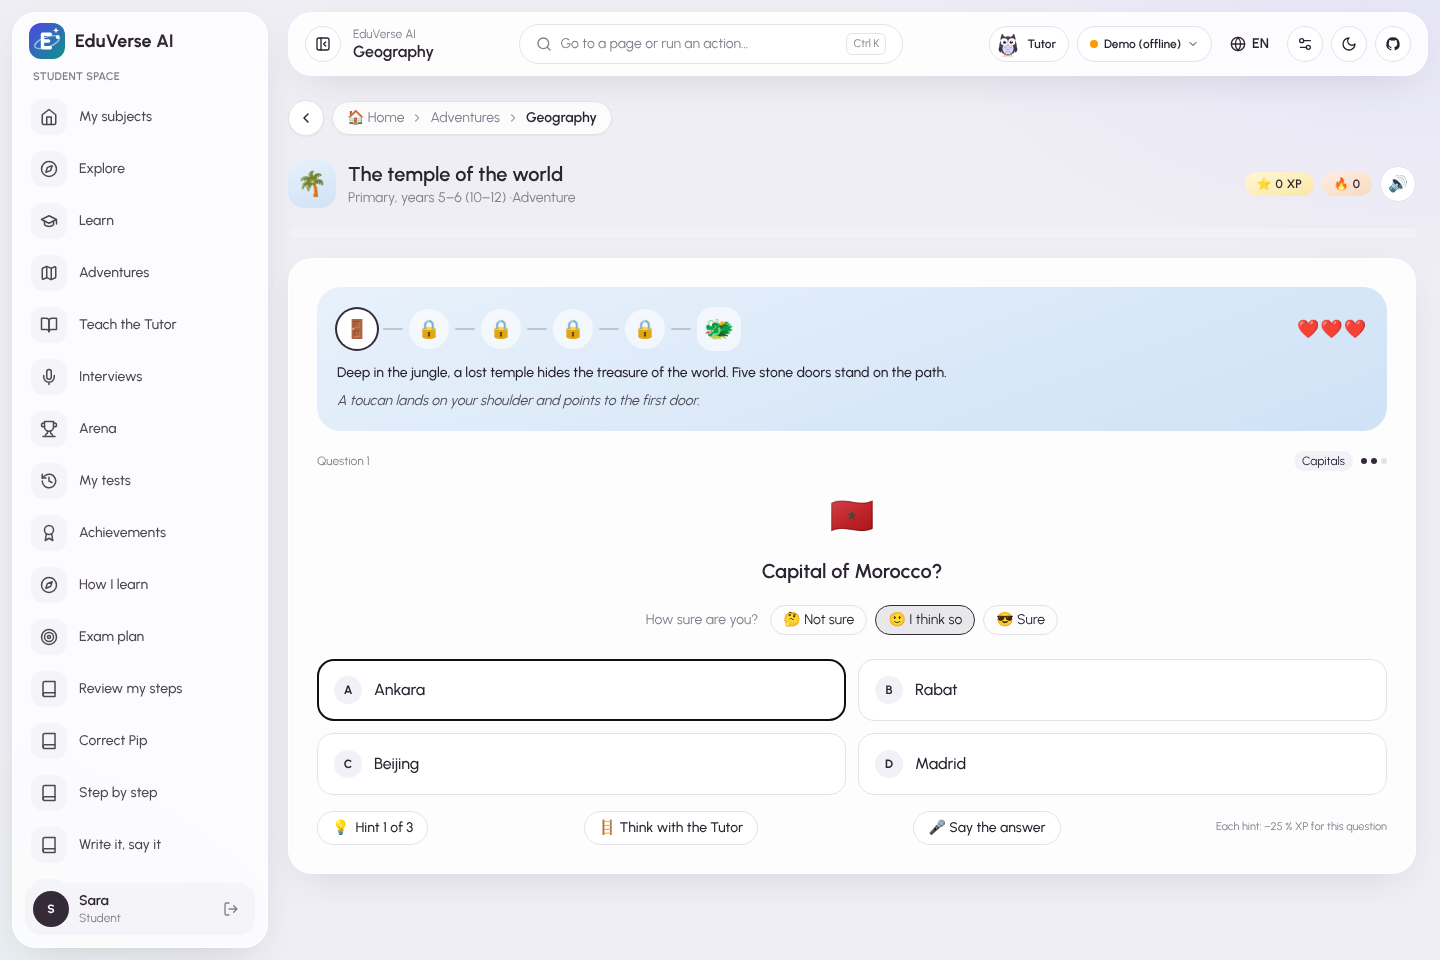 EduVerse AI
STUDENT SPACE
My subjects
Explore
Learn
Adventures
Teach the Tutor
Interviews
Arena
My tests
Achievements
How I learn
Exam plan
Review my steps
Correct Pip
Step by step
Write it, say it
S
Sara
Student
EduVerse AI
Geography
Go to a page or run an action...
Ctrl K
Tutor
Demo (offline)
EN
Home
Adventures
Geography
The temple of the world
Primary, years 5–6 (10–12) ·Adventure
0 XP
0
Deep in the jungle, a lost temple hides the treasure of the world. Five stone doors stand on the path.
A toucan lands on your shoulder and points to the first door.
Question 1
Capitals
Capital of Morocco?
How sure are you?
Not sure
I think so
Sure
A Ankara
B Rabat
C Beijing
D Madrid
Hint 1 of 3
Think with the Tutor
Say the answer
Each hint: −25 % XP for this question